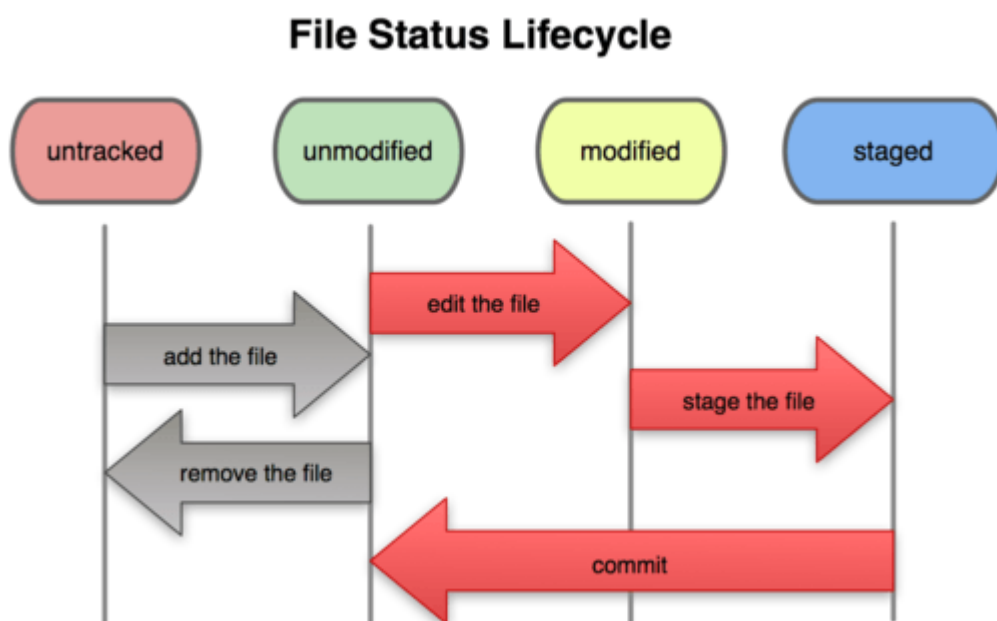 File Status Lifecycle
untracked
unmodified
modified
staged
edit the file
add the file
stage the file
remove the file
commit